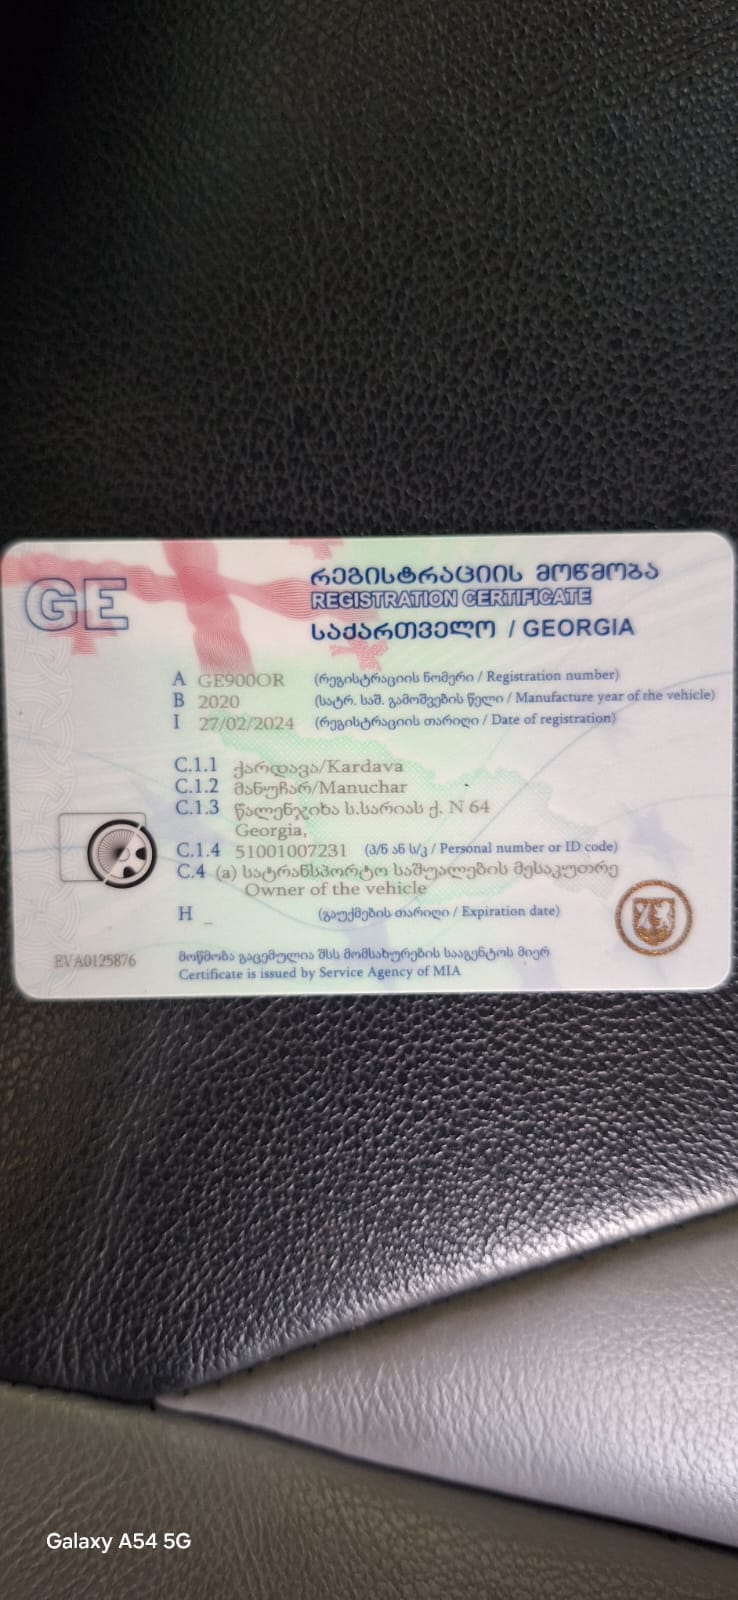 GE
რეგისტრაციის მოწმობა
REGISTRATION CERTIFICATE
საქართველო / GEORGIA
A GE900OR (რეგისტრაციის ნომერი / Registration number)
B 2020 (სატრ. საშ. გამოშვების წელი / Manufacture year of the vehicle)
I 27/02/2024 (რეგისტრაციის თარიღი / Date of registration)
C.1.1 ქარდავა/Kardava
C.1.2 მანუჩარ/Manuchar
C.1.3 წალენჯიხა ს.საჩიას ქ. N 64
Georgia,
C.1.4 51001007231 (პ/ნ ან ს/კ / Personal number or ID code)
C.4 (a) სატრანსპორტო საშუალების მესაკუთრე
Owner of the vehicle
H _ (გაუქმების თარიღი / Expiration date)
EVA0125876
მოწმობა გაცემულია შსს მომსახურების სააგენტოს მიერ
Certificate is issued by Service Agency of MIA
Galaxy A54 5G